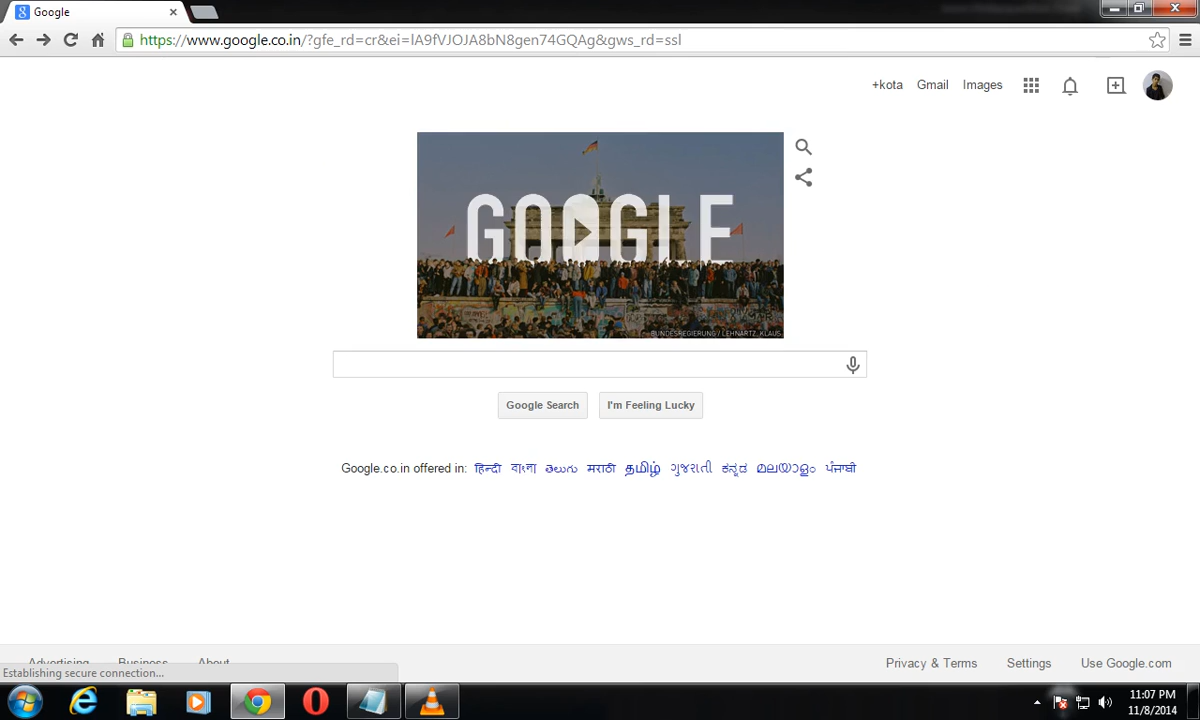 Google
https://www.google.co.in/?gfe_rd=cr&ei=lA9fVJOJA8bN8gen74GQAg&gws_rd=ssl
+kota Gmail Images
GOOGLE
BUNDESREGIERUNG / LEHNARTZ_KLAUS
Google Search I'm Feeling Lucky
Google.co.in offered in: हिन्दी বাংলা తెలుగు मराठी தமிழ் ગુજરાતી ಕನ್ನಡ മലയാളം ਪੰਜਾਬੀ
Advertising Business About Privacy & Terms Settings Use Google.com
Establishing secure connection...
11:07 PM
11/8/2014